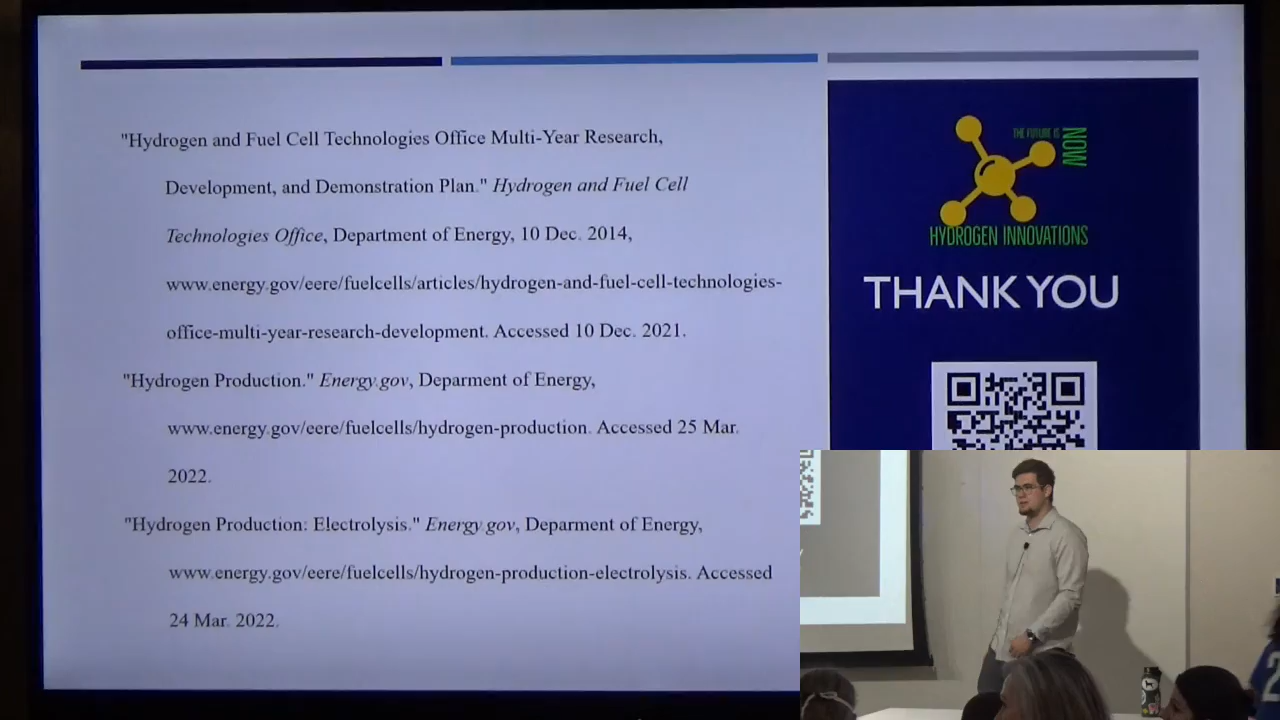 "Hydrogen and Fuel Cell Technologies Office Multi-Year Research,
Development, and Demonstration Plan." Hydrogen and Fuel Cell
Technologies Office, Department of Energy, 10 Dec. 2014,
www.energy.gov/eere/fuelcells/articles/hydrogen-and-fuel-cell-technologies-
office-multi-year-research-development. Accessed 10 Dec. 2021.
"Hydrogen Production." Energy.gov, Deparment of Energy,
www.energy.gov/eere/fuelcells/hydrogen-production. Accessed 25 Mar.
2022.
"Hydrogen Production: Electrolysis." Energy.gov, Deparment of Energy,
www.energy.gov/eere/fuelcells/hydrogen-production-electrolysis. Accessed
24 Mar. 2022.
THE FUTURE IS
NOW
HYDROGEN INNOVATIONS
THANK YOU
2